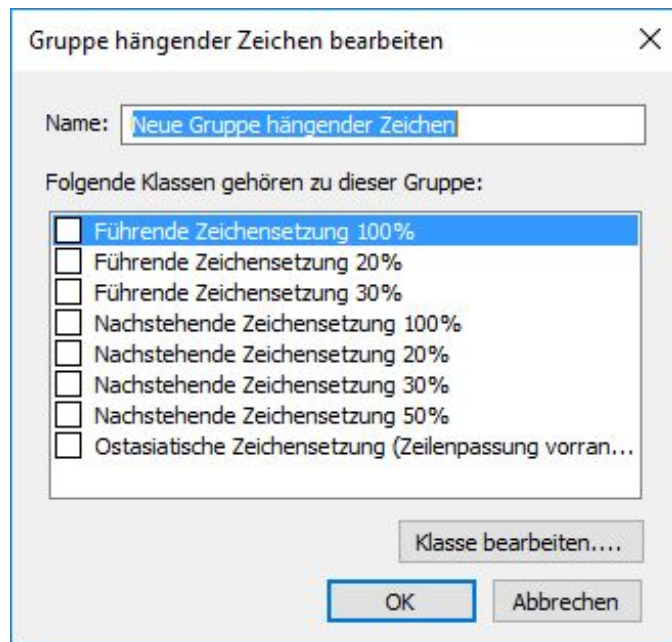 Gruppe hängender Zeichen bearbeiten
Name: Neue Gruppe hängender Zeichen
Folgende Klassen gehören zu dieser Gruppe:
Führende Zeichensetzung 100%
Führende Zeichensetzung 20%
Führende Zeichensetzung 30%
Nachstehende Zeichensetzung 100%
Nachstehende Zeichensetzung 20%
Nachstehende Zeichensetzung 30%
Nachstehende Zeichensetzung 50%
Ostasiatische Zeichensetzung (Zeilenpassung vorran...
Klasse bearbeiten....
OK Abbrechen